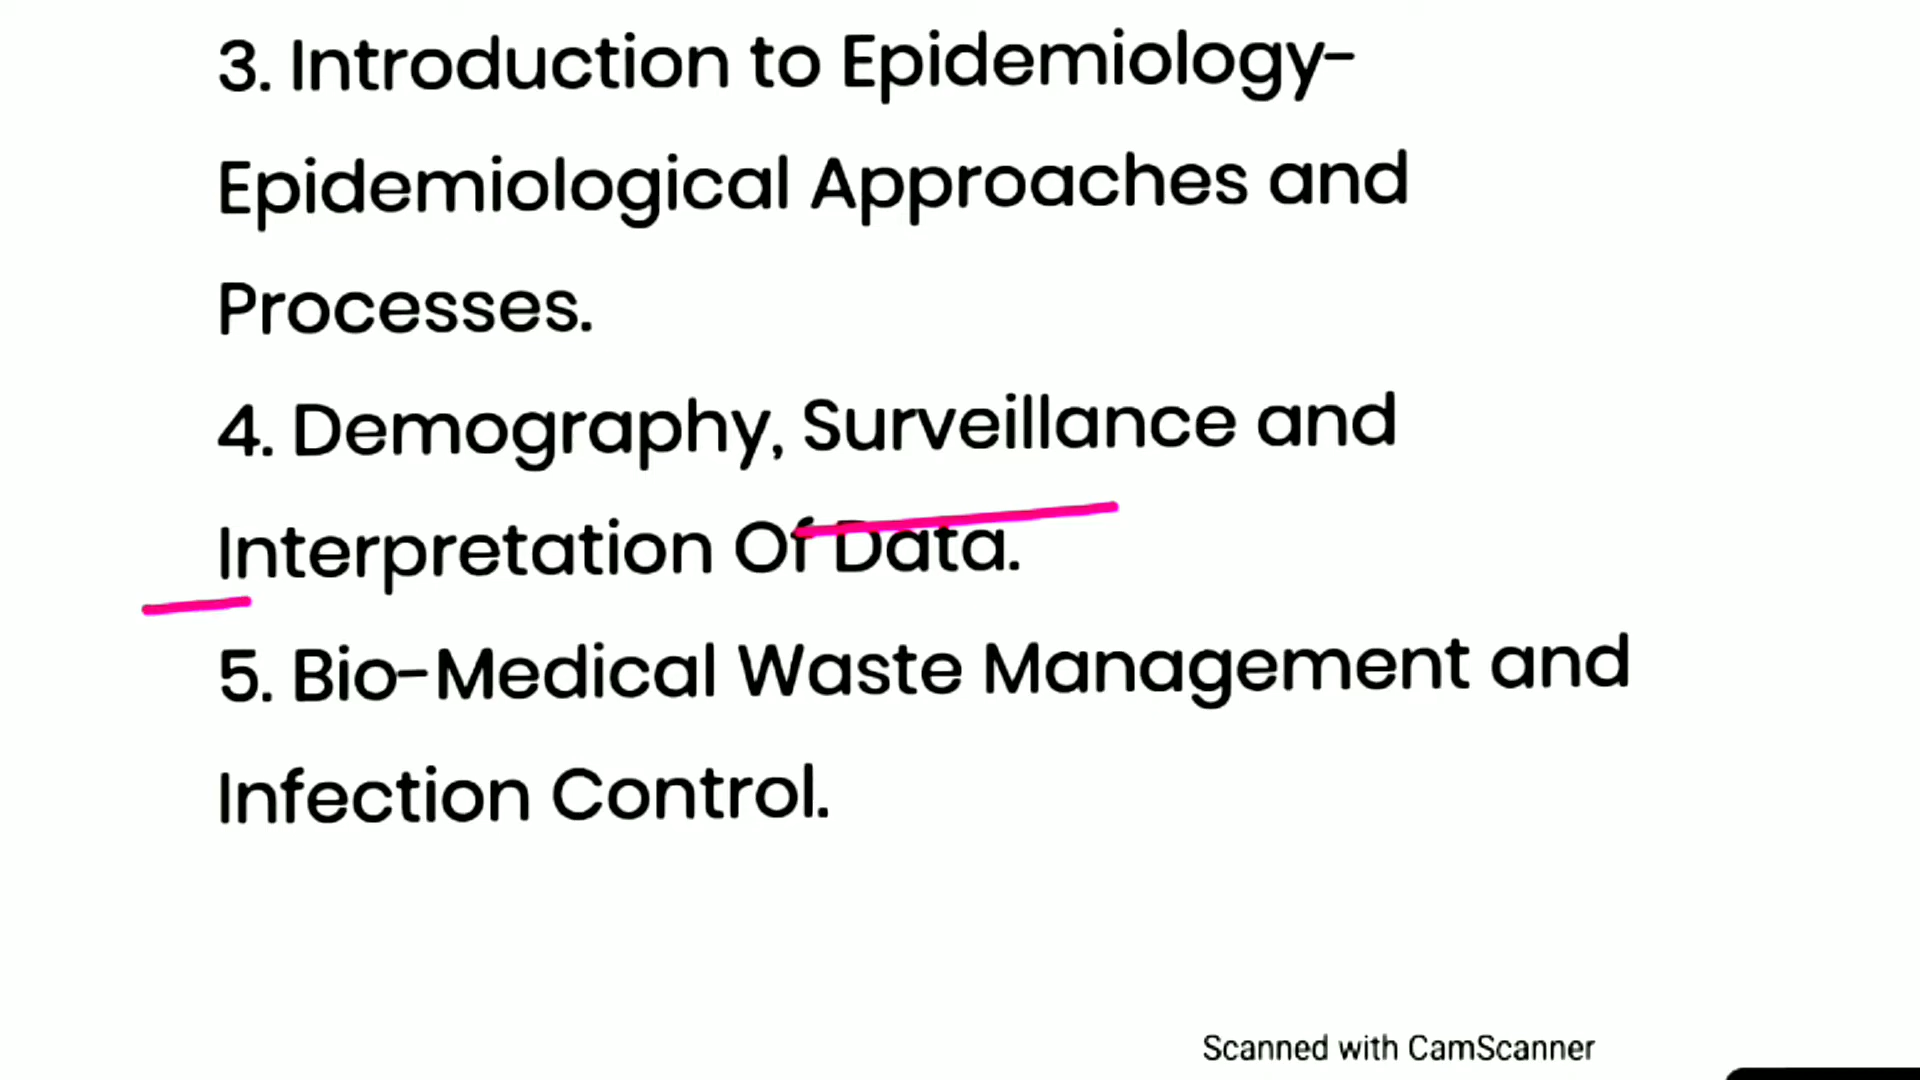 3. Introduction to Epidemiology-
Epidemiological Approaches and
Processes.
4. Demography, Surveillance and
Interpretation Of Data.
5. Bio-Medical Waste Management and
Infection Control.
Scanned with CamScanner